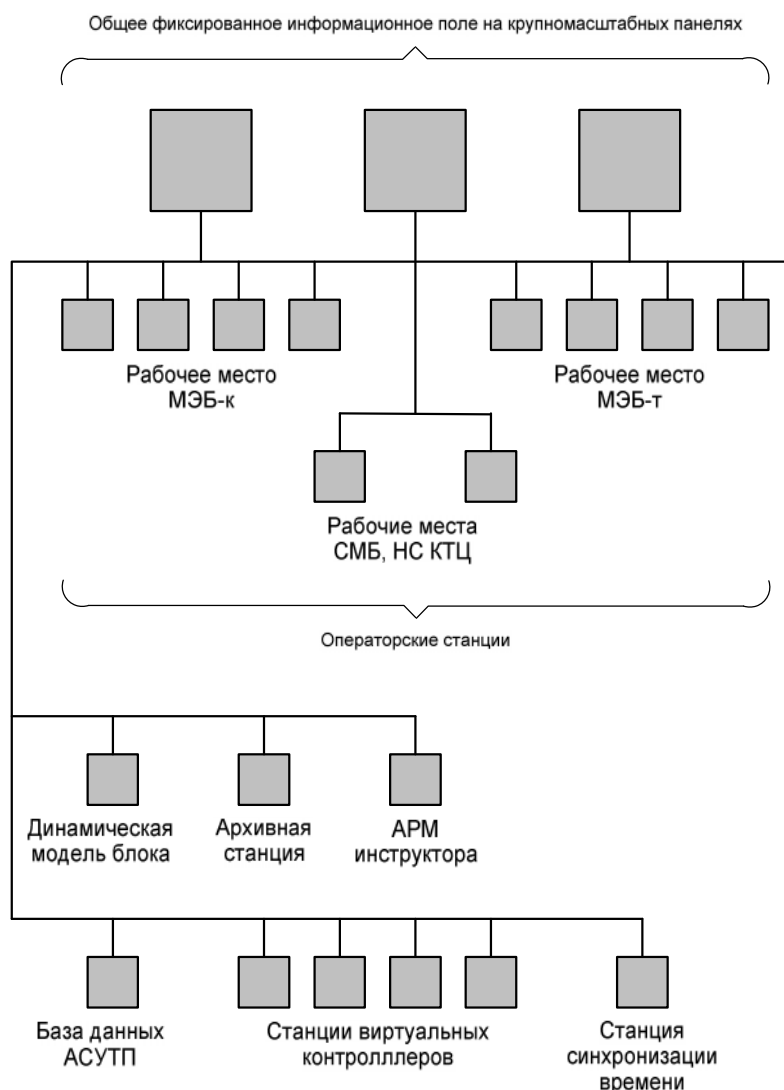 Общее фиксированное информационное поле на крупномасштабных панелях
Рабочее место
МЭБ-к
Рабочее место
МЭБ-т
Рабочие места
СМБ, НС КТЦ
Операторские станции
Динамическая
модель блока
Архивная
станция
АРМ
инструктора
База данных
АСУТП
Станции виртуальных
контролллеров
Станция
синхронизации
времени